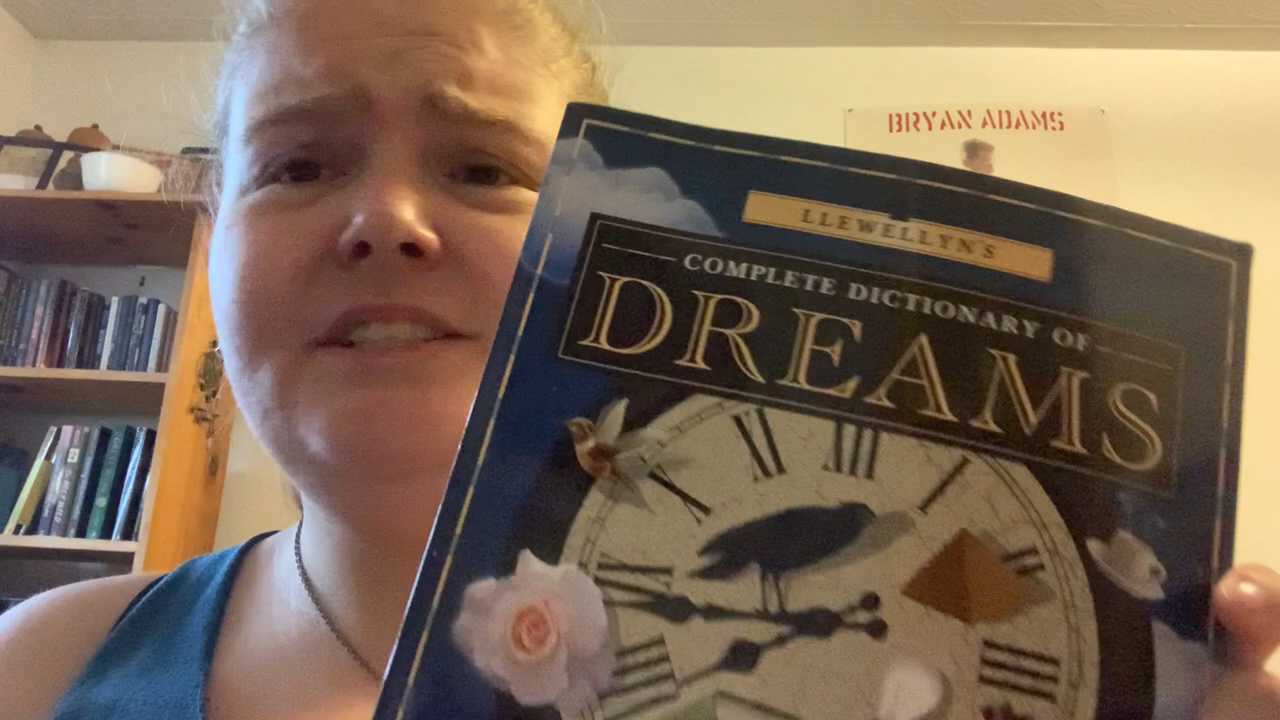 BRYAN ADAMS
LLEWELLYN'S
COMPLETE DICTIONARY OF
DREAMS